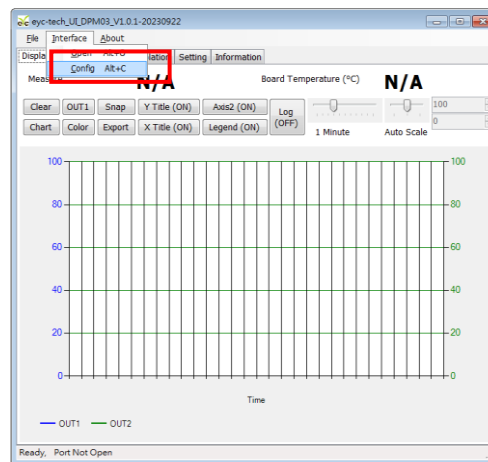 eyc-tech_UI_DPM03_V1.0.1-20230922
File Interface About
Open Alt+O
Config Alt+C
Setting Information
N/A
Board Temperature (°C) N/A
Clear OUT1 Snap Y Title (ON) Axis2 (ON) Log (OFF) 100
Chart Color Export X Title (ON) Legend (ON) 1 Minute Auto Scale 0
100 100
80 80
60 60
40 40
20 20
0 0
Time
OUT1 OUT2
Ready, Port Not Open